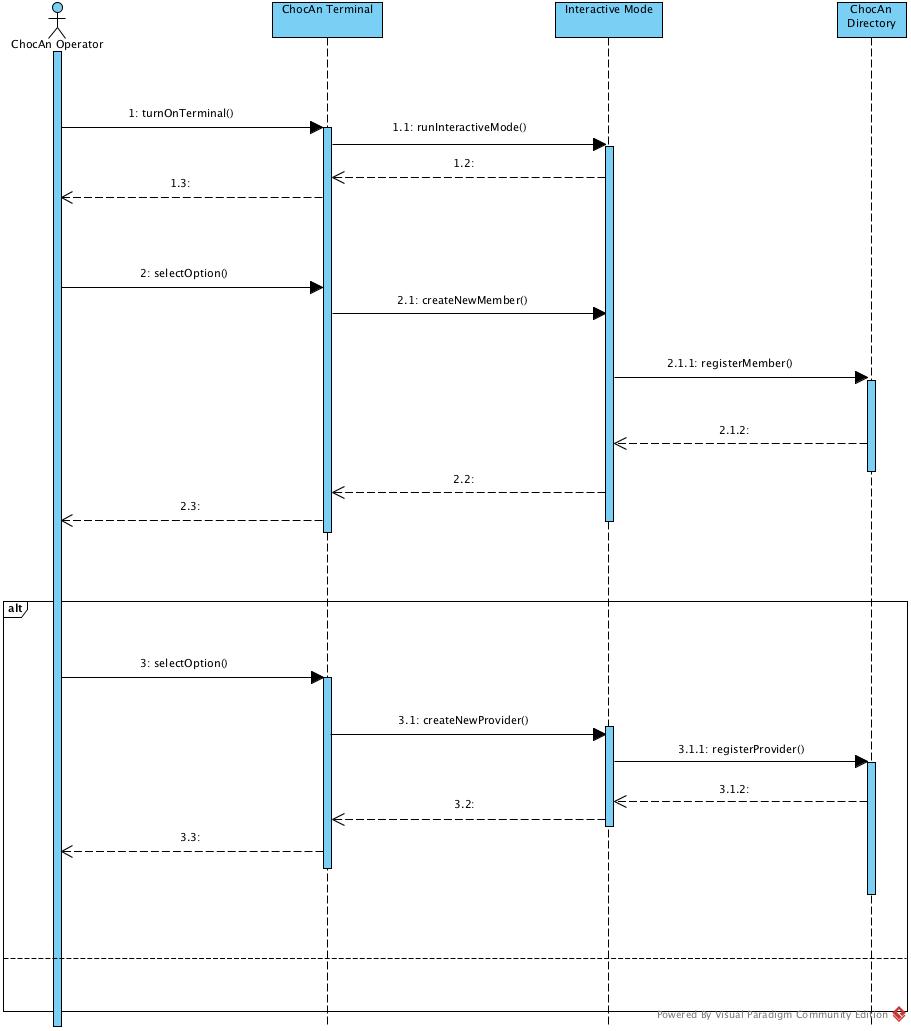 ChocAn Operator
ChocAn Terminal
Interactive Mode
ChocAn
Directory
1: turnOnTerminal()
1.1: runInteractiveMode()
1.2:
1.3:
2: selectOption()
2.1: createNewMember()
2.1.1: registerMember()
2.1.2:
2.2:
2.3:
alt
3: selectOption()
3.1: createNewProvider()
3.1.1: registerProvider()
3.1.2:
3.2:
3.3:
Powered By Visual Paradigm Community Edition